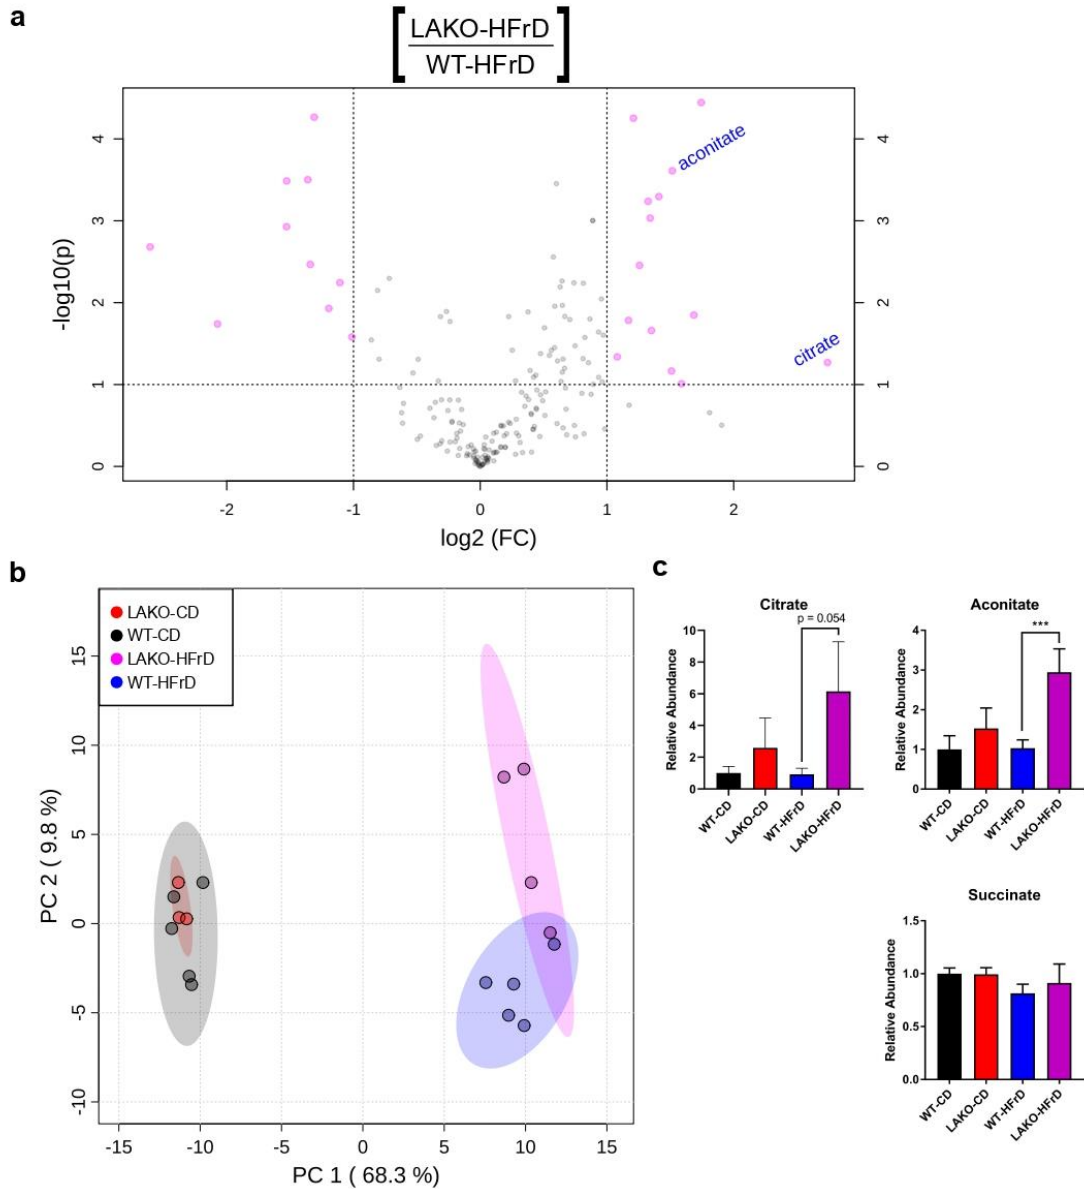 a
LAKO-HFrD
WT-HFrD
4
3
2
1
0
-log10(p)
aconitate
citrate
4
3
2
1
0
-2
-1
0
1
2
log2 (FC)
b
LAKO-CD
WT-CD
LAKO-HFrD
WT-HFrD
15
10
5
0
-5
-10
PC 2 ( 9.8 %)
-15
-10
-5
0
5
10
15
PC 1 ( 68.3 %)
c
Citrate
p = 0.054
10
8
6
4
2
0
Relative Abundance
WT-CD
LAKO-CD
WT-HFrD
LAKO-HFrD
Aconitate
***
4
3
2
1
0
Relative Abundance
WT-CD
LAKO-CD
WT-HFrD
LAKO-HFrD
Succinate
1.5
1.0
0.5
0.0
Relative Abundance
WT-CD
LAKO-CD
WT-HFrD
LAKO-HFrD